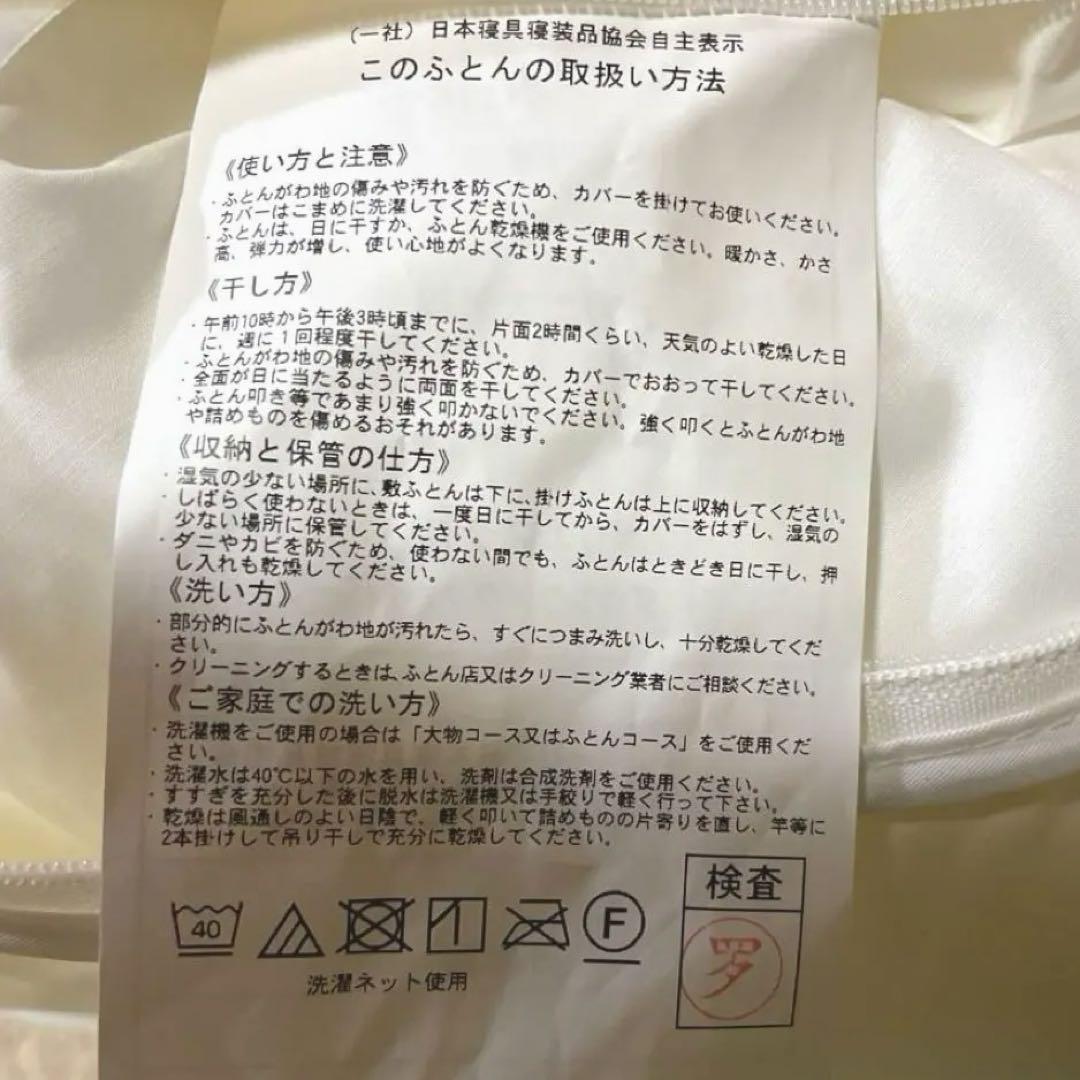 (一社) 日本寝具寝装品協会自主表示
このふとんの取扱い方法
《使い方と注意》
・ふとんがわ地の傷みや汚れを防ぐため、カバーを掛けてお使いください。
カバーはこまめに洗濯してください。
・ふとんは、日に干すか、ふとん乾燥機をご使用ください。暖かさ、かさ
高、弾力が増し、使い心地がよくなります。
《干し方》
・午前10時から午後3時頃までに、片面2時間くらい、天気のよい乾燥した日
に、週に1回程度干してください。
・ふとんがわ地の傷みや汚れを防ぐため、カバーでおおって干してください。
・全面が日に当たるように両面を干してください。
・ふとん叩き等であまり強く叩かないでください。強く叩くとふとんがわ地
や詰めものを傷めるおそれがあります。
《収納と保管の仕方》
・湿気の少ない場所に、敷ふとんは下に、掛けふとんは上に収納してください。
・しばらく使わないときは、一度日に干してから、カバーをはずし、湿気の
少ない場所に保管してください。
・ダニやカビを防ぐため、使わない間でも、ふとんはときどき日に干し、押
し入れも乾燥してください。
《洗い方》
・部分的にふとんがわ地が汚れたら、すぐにつまみ洗いし、十分乾燥してくだ
さい。
・クリーニングするときは、ふとん店又はクリーニング業者にご相談ください。
《ご家庭での洗い方》
・洗濯機をご使用の場合は「大物コース又はふとんコース」をご使用くだ
さい。
・洗濯水は40℃以下の水を用い、洗剤は合成洗剤をご使用ください。
・すすぎを充分した後に脱水は洗濯機又は手絞りで軽く行って下さい。
・乾燥は風通しのよい日陰で、軽く叩いて詰めものの片寄りを直し、竿等に
2本掛けして吊り干しで充分に乾燥してください。
40
F
洗濯ネット使用
検査
罗